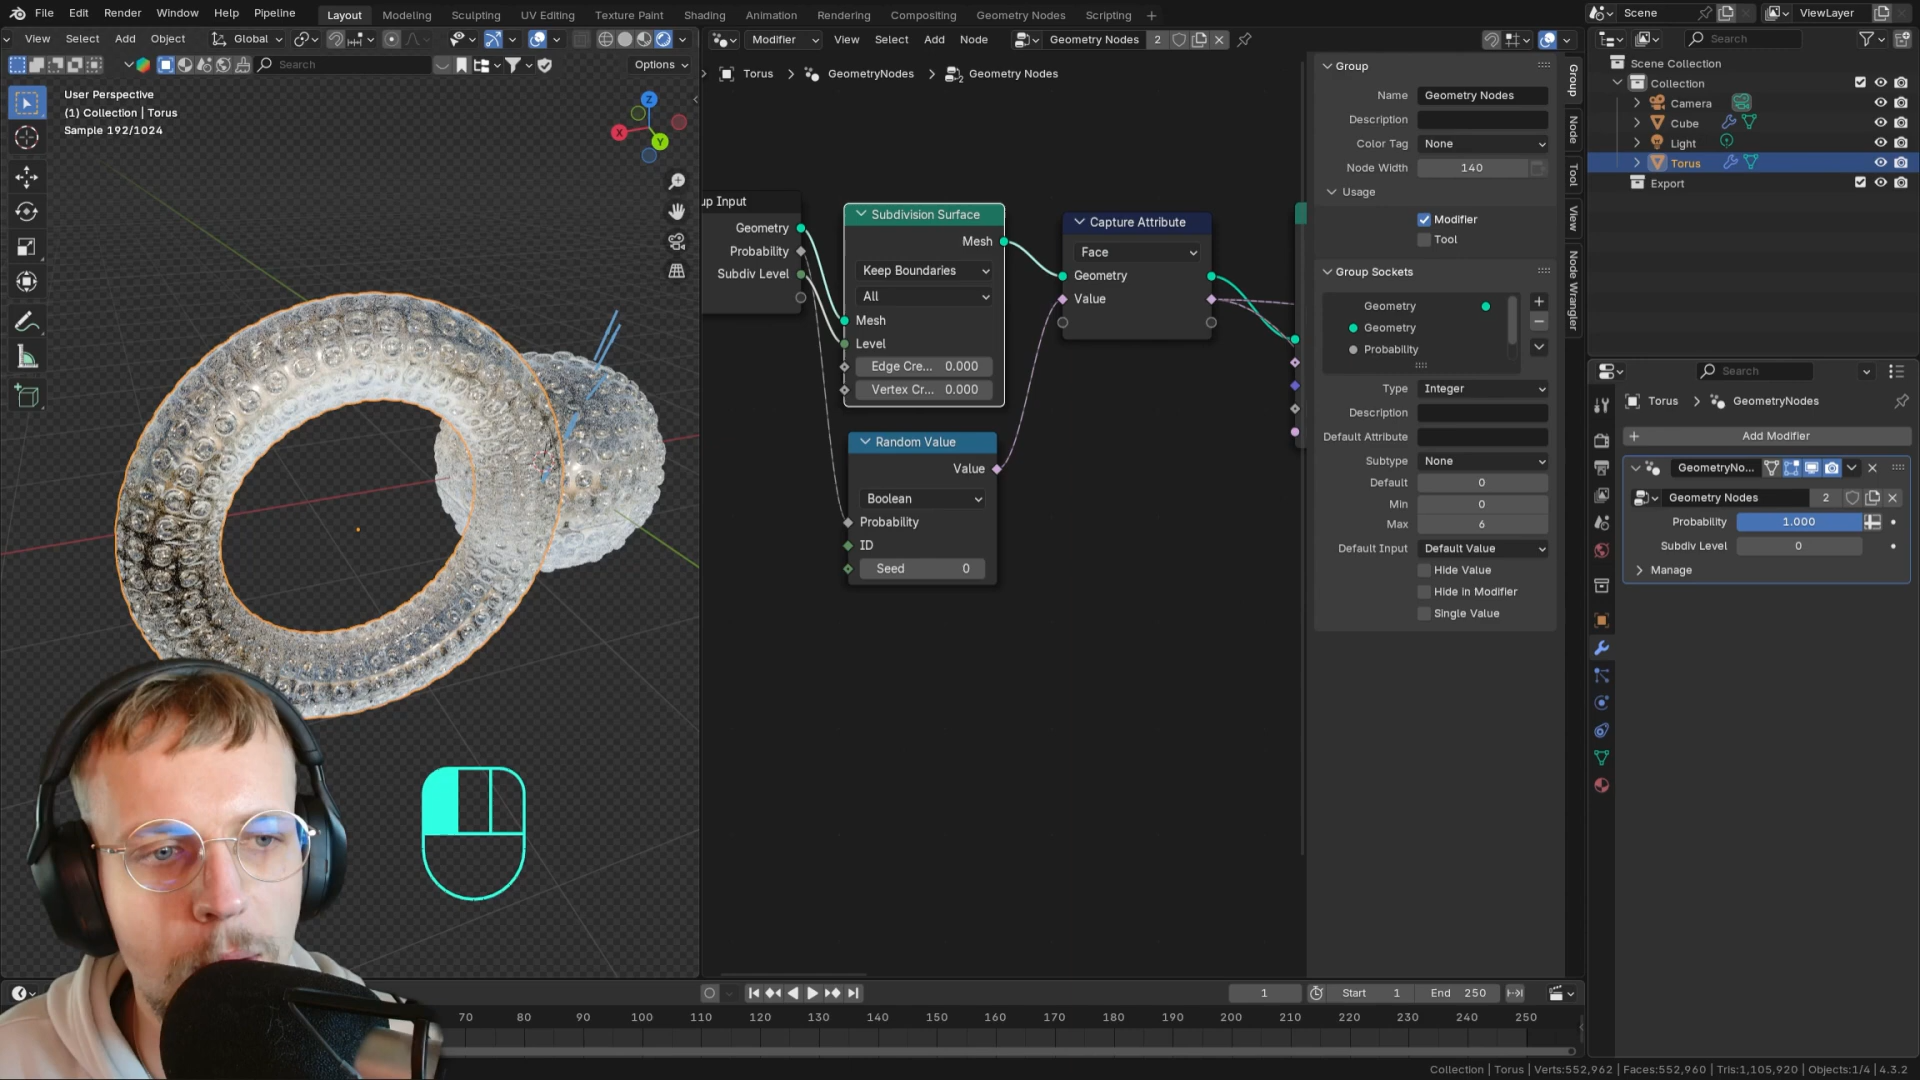 File Edit Render Window Help Pipeline Layout Modeling Sculpting UV Editing Texture Paint Shading Animation Rendering Compositing Geometry Nodes Scripting Scene ViewLayer
View Select Add Object Global Modifier View Select Add Node Geometry Nodes 2 Search
Search Options
User Perspective
(1) Collection | Torus
Sample 192/1024
Z
X
Y
Torus GeometryNodes Geometry Nodes
up Input
Geometry
Probability
Subdiv Level
Subdivision Surface
Mesh
Keep Boundaries
All
Mesh
Level
Edge Cre... 0.000
Vertex Cr... 0.000
Random Value
Value
Boolean
Probability
ID
Seed 0
Capture Attribute
Face
Geometry
Value
Group
Name Geometry Nodes
Description
Color Tag None
Node Width 140
Usage
Modifier
Tool
Group Sockets
Geometry
Geometry
Probability
Type Integer
Description
Default Attribute
Subtype None
Default 0
Min 0
Max 6
Default Input Default Value
Hide Value
Hide in Modifier
Single Value
Group
Node
Tool
View
Node Wrangler
Scene Collection
Collection
Camera
Cube
Light
Torus
Export
Search
Torus GeometryNodes
Add Modifier
GeometryNo...
Geometry Nodes 2
Probability 1.000
Subdiv Level 0
Manage
1 Start 1 End 250
70 80 90 100 110 120 130 140 150 160 170 180 190 200 210 220 230 240 250
Collection | Torus | Verts:552,962 | Faces:552,960 | Tris:1,105,920 | Objects:1/4 | 4.3.2